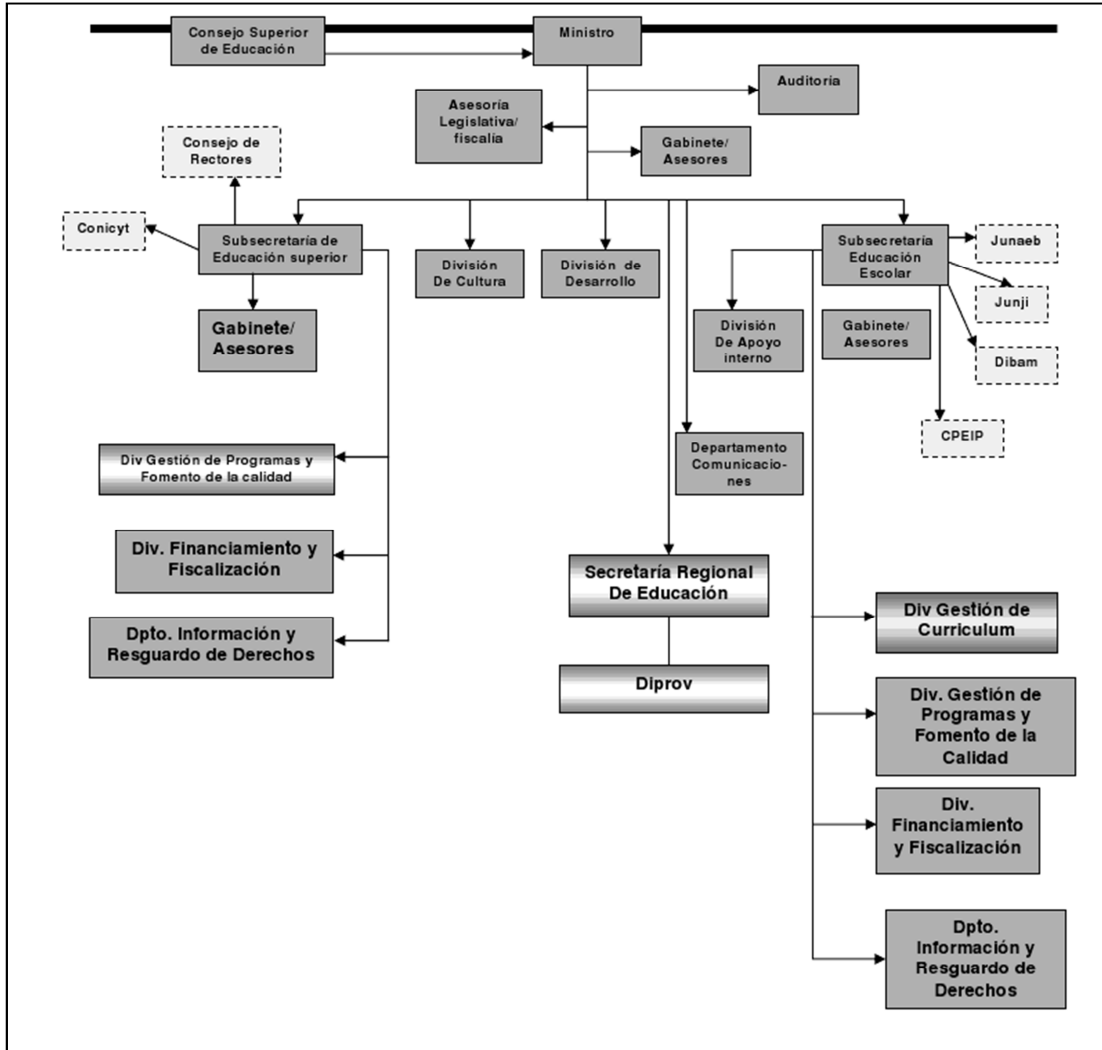 Consejo Superior
de Educación
Ministro
Auditoría
Asesoría
Legislativa/
fiscalía
Gabinete/
Asesores
Consejo de
Rectores
Conicyt
Subsecretaría de
Educación superior
División
De Cultura
División de
Desarrollo
Subsecretaría
Educación
Escolar
Junaeb
Junji
Dibam
CPEIP
Gabinete/
Asesores
División
De Apoyo
interno
Gabinete/
Asesores
Departamento
Comunicacio-
nes
Div Gestión de Programas y
Fomento de la calidad
Div. Financiamiento y
Fiscalización
Dpto. Información y
Resguardo de Derechos
Secretaría Regional
De Educación
Diprov
Div Gestión de
Curriculum
Div. Gestión de
Programas y
Fomento de la
Calidad
Div.
Financiamiento
y Fiscalización
Dpto.
Información y
Resguardo de
Derechos